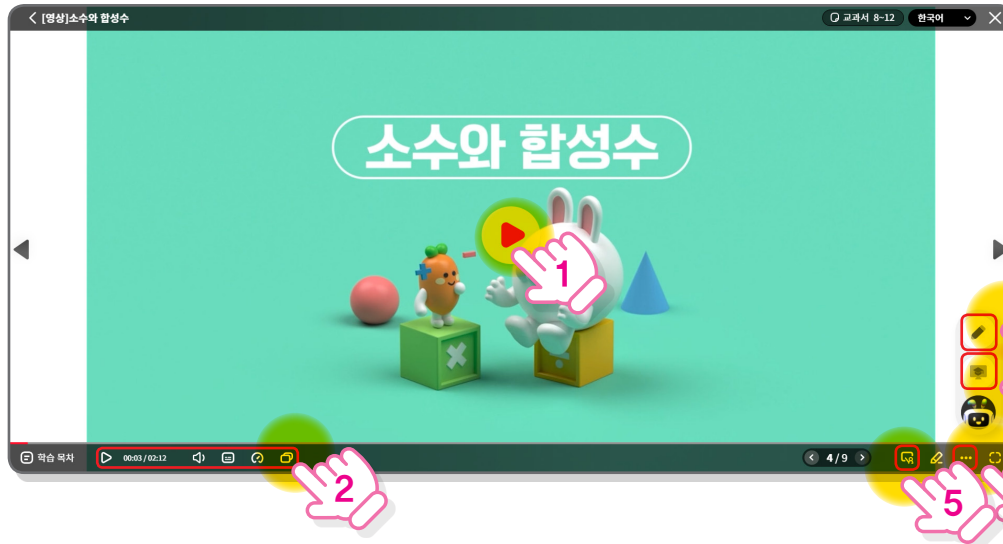 [영상]소수와 합성수
교과서 8~12
한국어
소수와 합성수
1
학습 목차
00:03 / 02:12
4 / 9
2
5